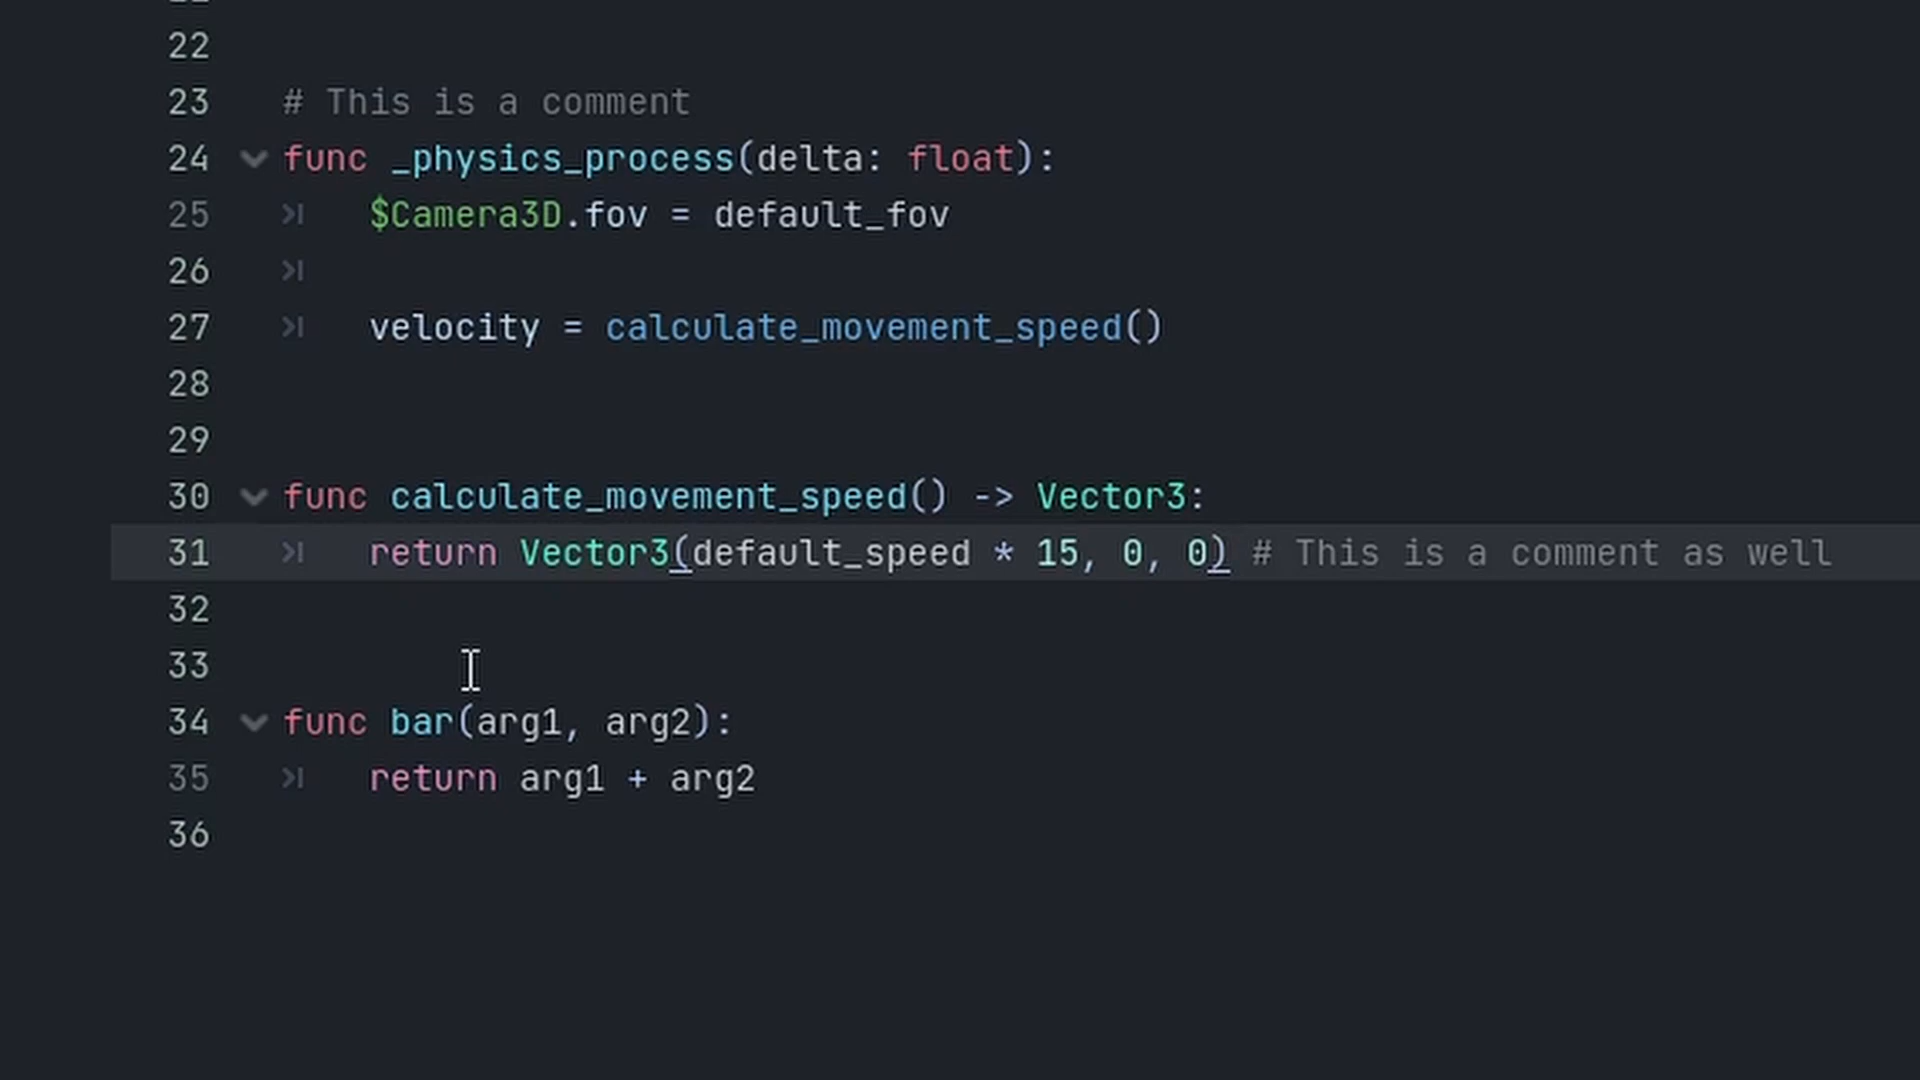 22
23 # This is a comment
24 func _physics_process(delta: float):
25 $Camera3D.fov = default_fov
26
27 velocity = calculate_movement_speed()
28
29
30 func calculate_movement_speed() -> Vector3:
31 return Vector3(default_speed * 15, 0, 0) # This is a comment as well
32
33
34 func bar(arg1, arg2):
35 return arg1 + arg2
36